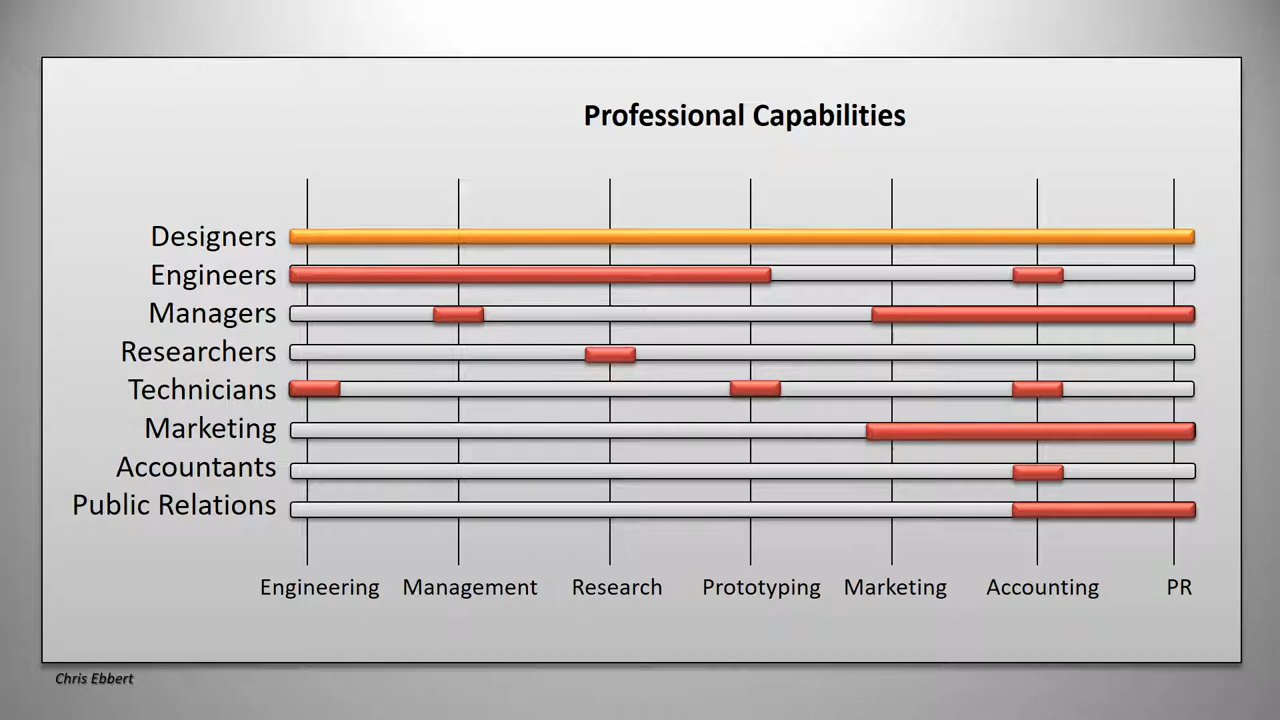 Professional Capabilities
Designers
Engineers
Managers
Researchers
Technicians
Marketing
Accountants
Public Relations
Engineering Management Research Prototyping Marketing Accounting PR
Chris Ebbert